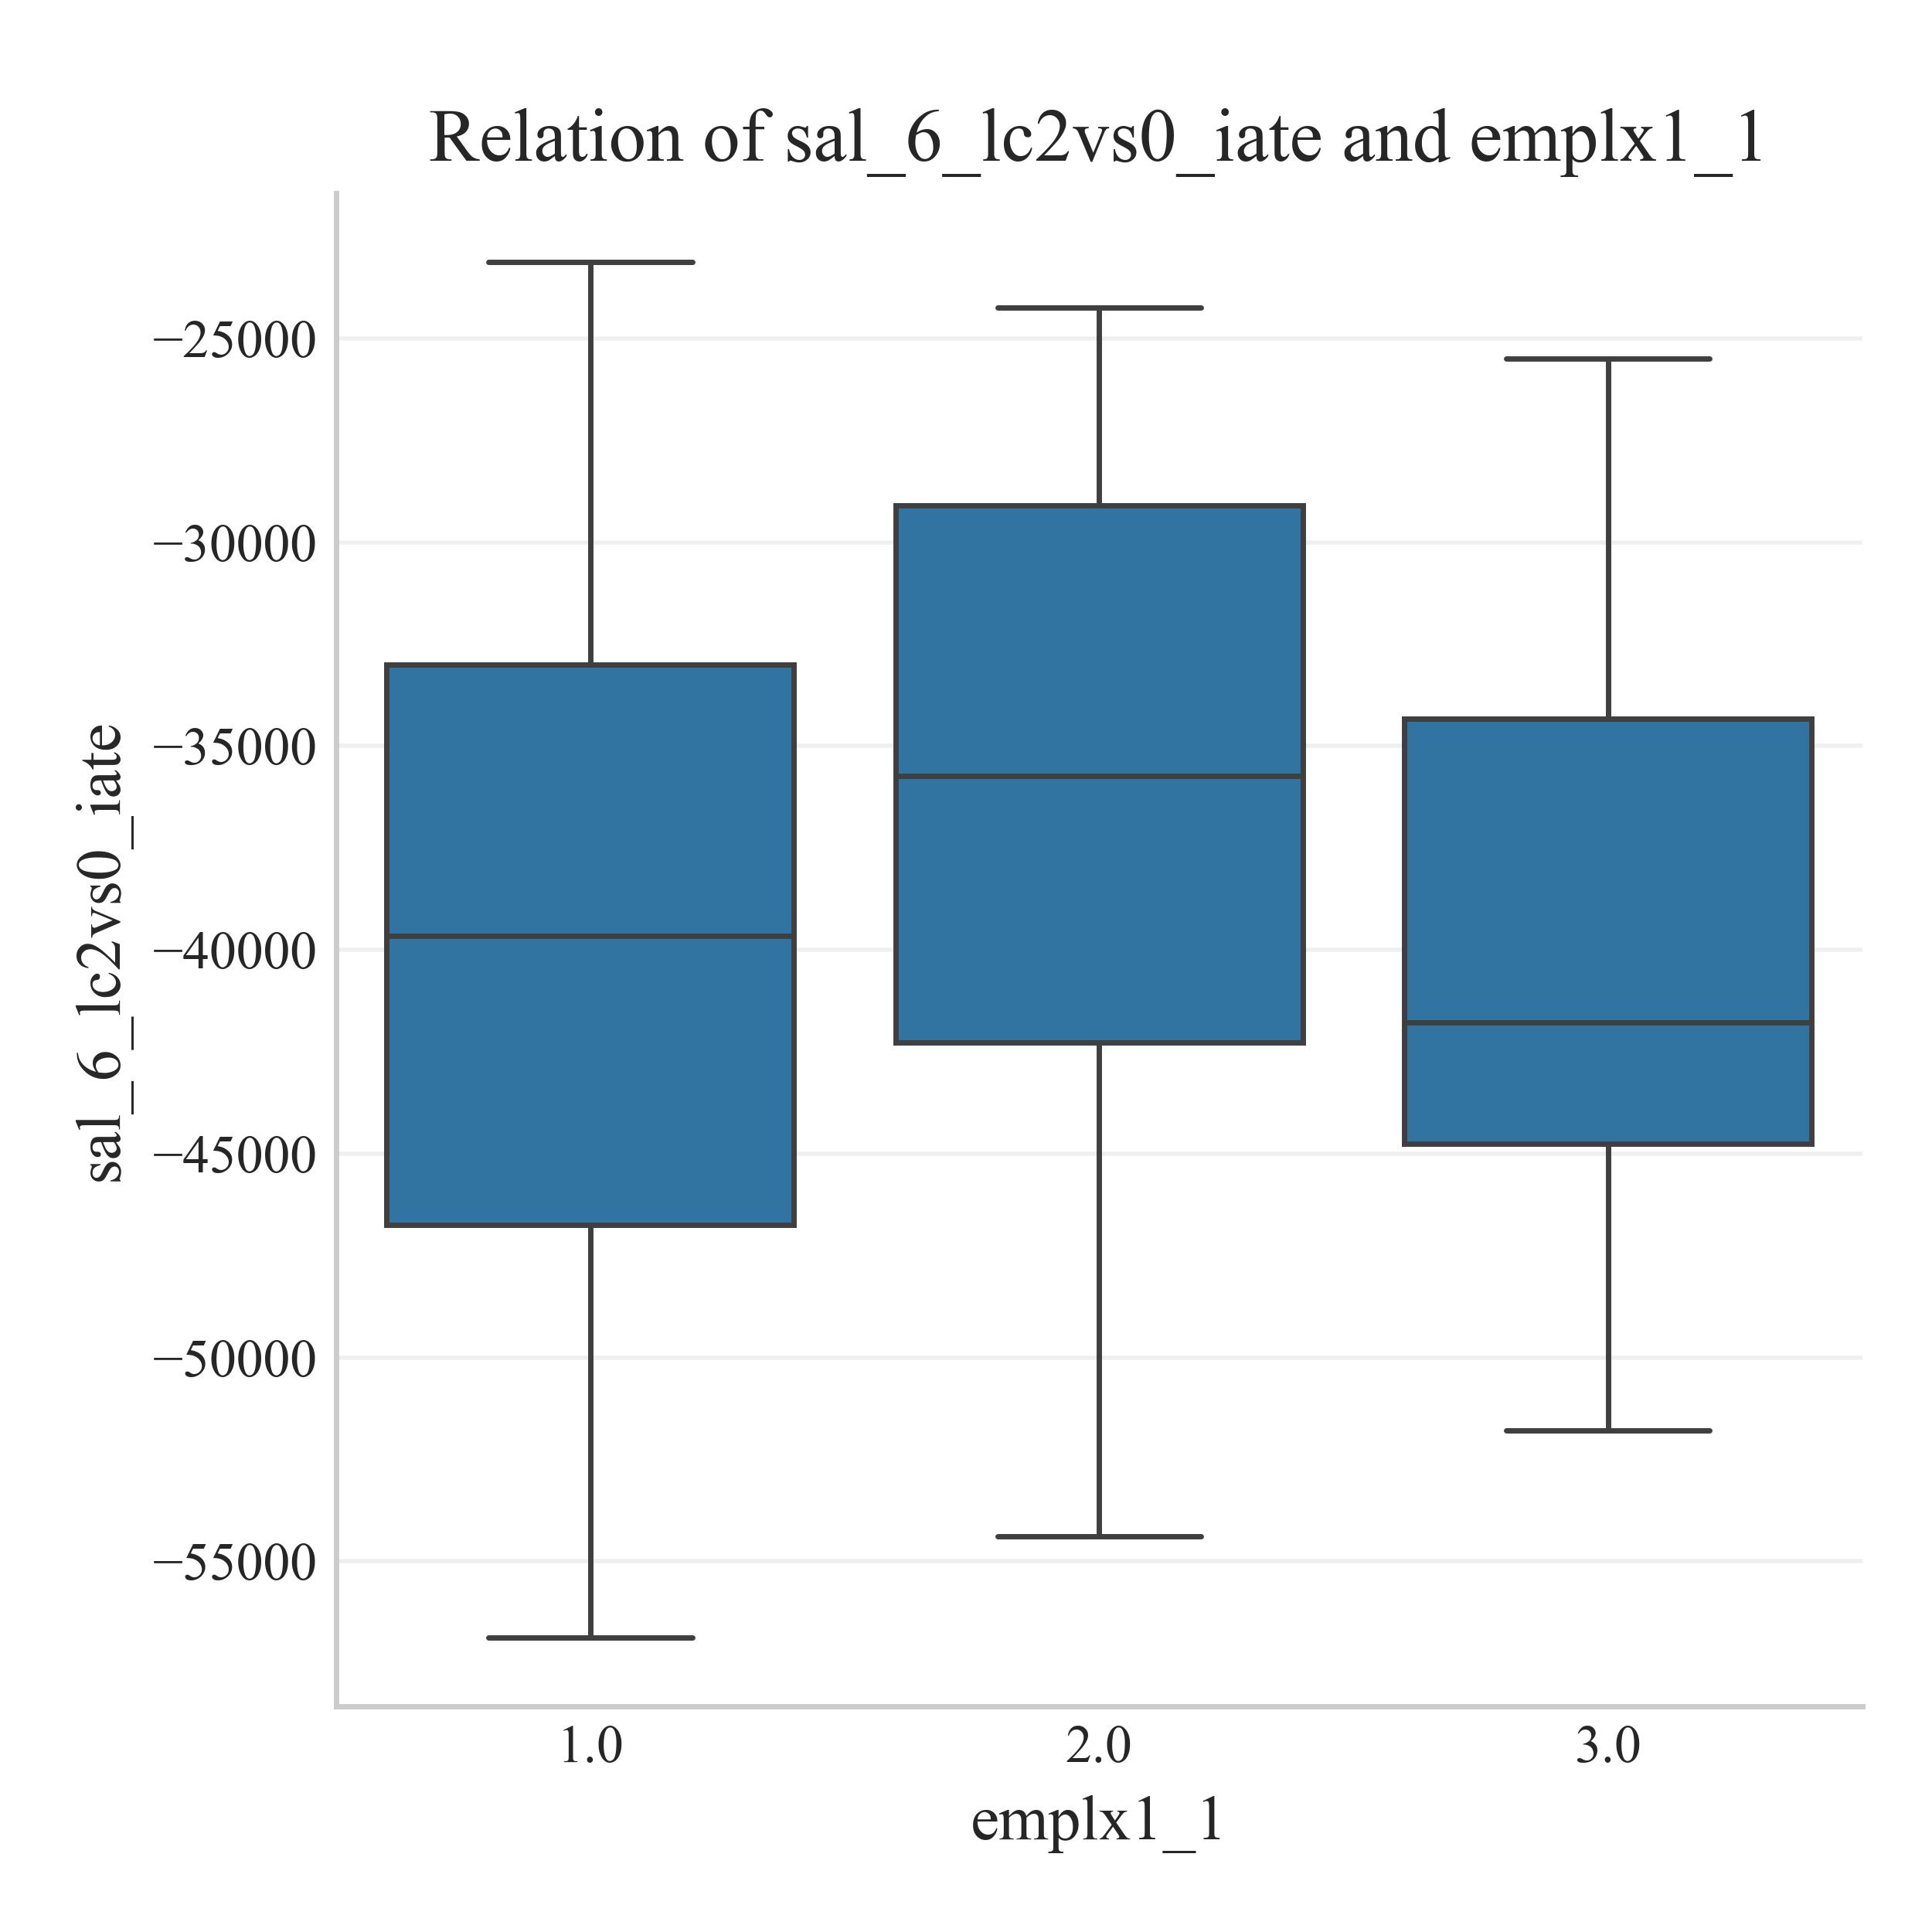 Relation of sal_6_lc2vs0_iate and emplx1_1
sal_6_lc2vs0_iate
−25000
−30000
−35000
−40000
−45000
−50000
−55000
1.0 2.0 3.0
emplx1_1